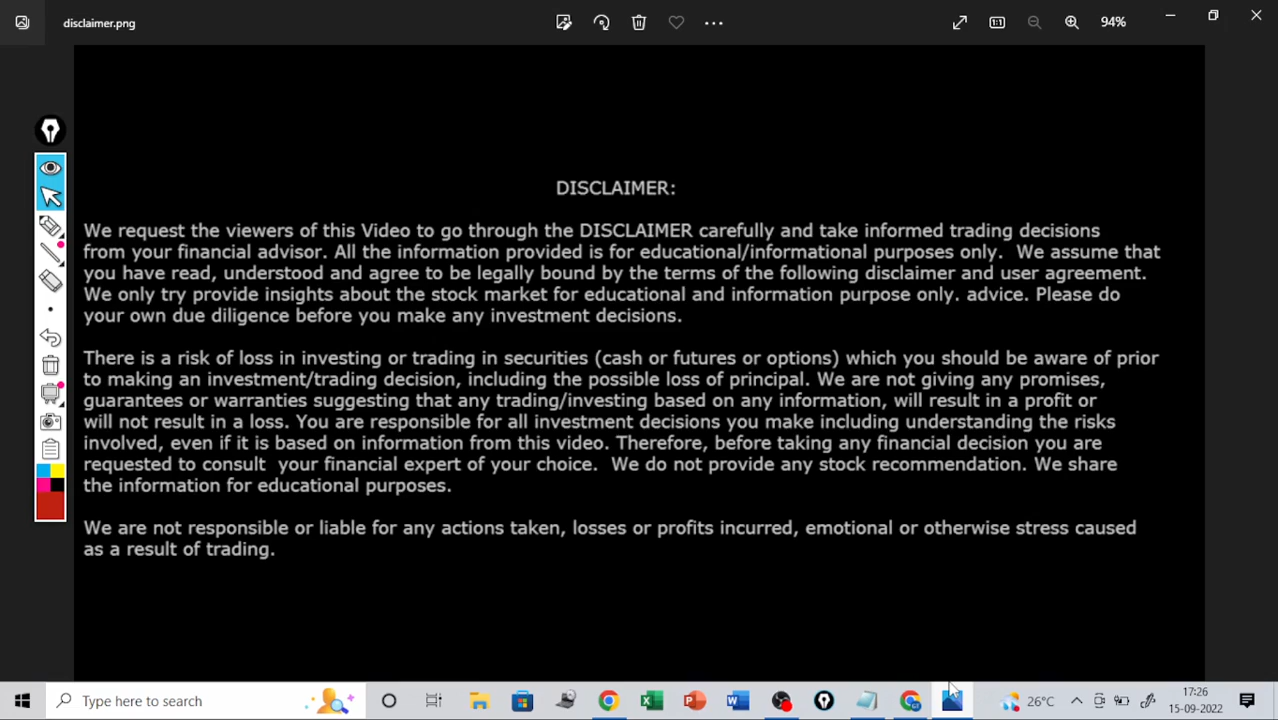 disclaimer.png
1:1
94%
DISCLAIMER:
We request the viewers of this Video to go through the DISCLAIMER carefully and take informed trading decisions
from your financial advisor. All the information provided is for educational/informational purposes only. We assume that
you have read, understood and agree to be legally bound by the terms of the following disclaimer and user agreement.
We only try provide insights about the stock market for educational and information purpose only. advice. Please do
your own due diligence before you make any investment decisions.
There is a risk of loss in investing or trading in securities (cash or futures or options) which you should be aware of prior
to making an investment/trading decision, including the possible loss of principal. We are not giving any promises,
guarantees or warranties suggesting that any trading/investing based on any information, will result in a profit or
will not result in a loss. You are responsible for all investment decisions you make including understanding the risks
involved, even if it is based on information from this video. Therefore, before taking any financial decision you are
requested to consult your financial expert of your choice. We do not provide any stock recommendation. We share
the information for educational purposes.
We are not responsible or liable for any actions taken, losses or profits incurred, emotional or otherwise stress caused
as a result of trading.
Type here to search
26°C
17:26
15-09-2022